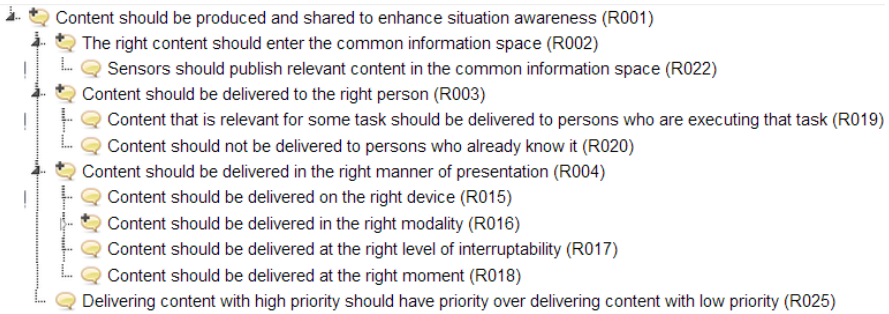 Content should be produced and shared to enhance situation awareness (R001)
The right content should enter the common information space (R002)
Sensors should publish relevant content in the common information space (R022)
Content should be delivered to the right person (R003)
Content that is relevant for some task should be delivered to persons who are executing that task (R019)
Content should not be delivered to persons who already know it (R020)
Content should be delivered in the right manner of presentation (R004)
Content should be delivered on the right device (R015)
Content should be delivered in the right modality (R016)
Content should be delivered at the right level of interruptability (R017)
Content should be delivered at the right moment (R018)
Delivering content with high priority should have priority over delivering content with low priority (R025)